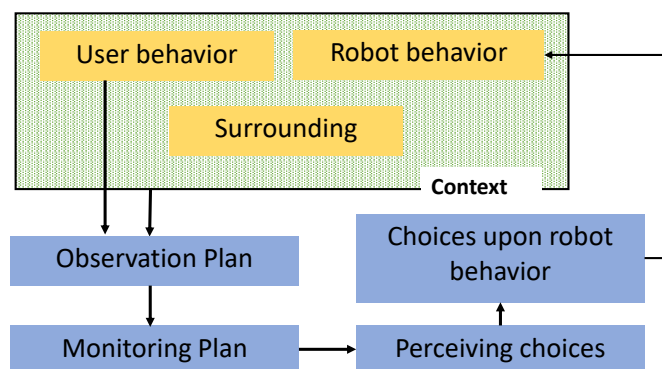 User behavior
Robot behavior
Surrounding
Context
Observation Plan
Choices upon robot
behavior
Monitoring Plan
Perceiving choices